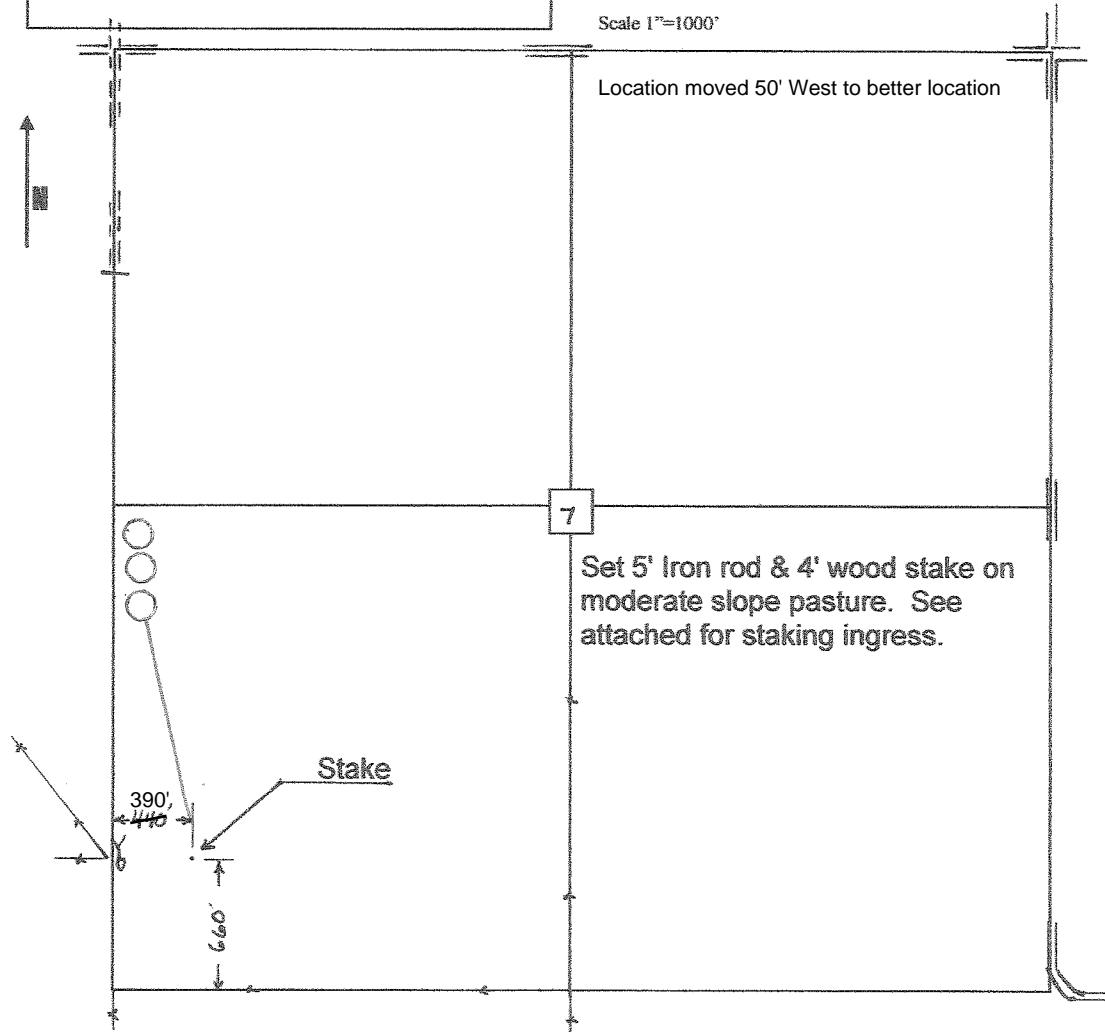 Scale 1”=1000’
Location moved 50' West to better location
7
Set 5' Iron rod & 4' wood stake on
moderate slope pasture. See
attached for staking ingress.
Stake
390'
440'
660'